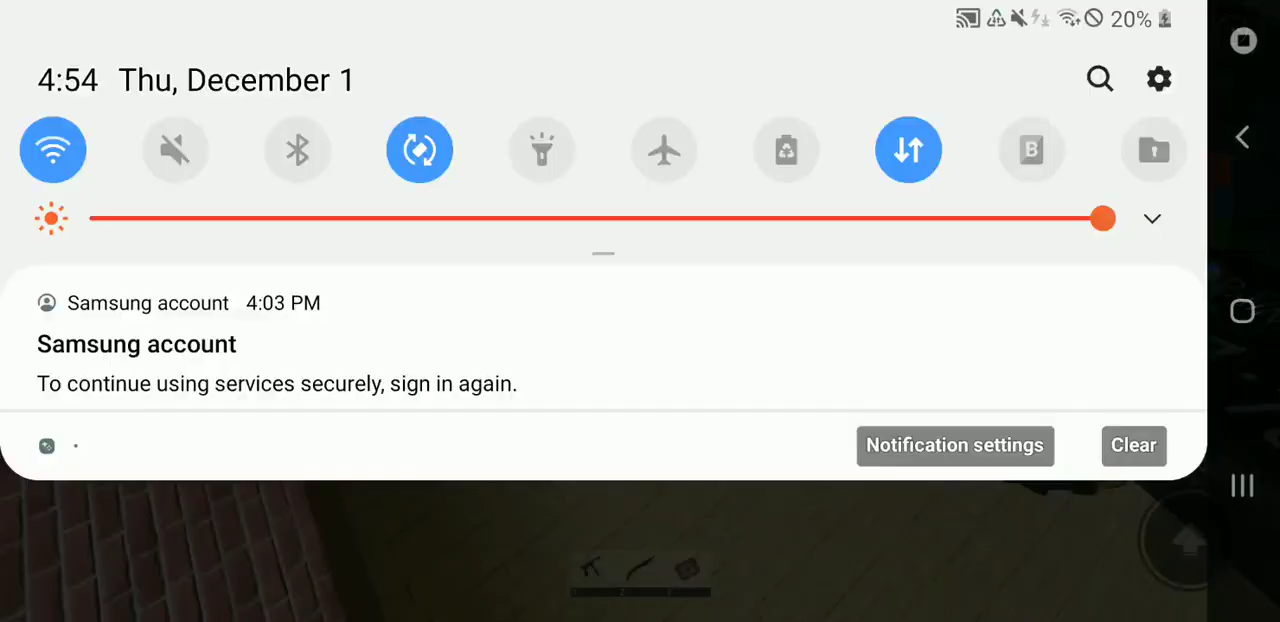 20%
4:54 Thu, December 1
B
Samsung account 4:03 PM
Samsung account
To continue using services securely, sign in again.
Notification settings Clear